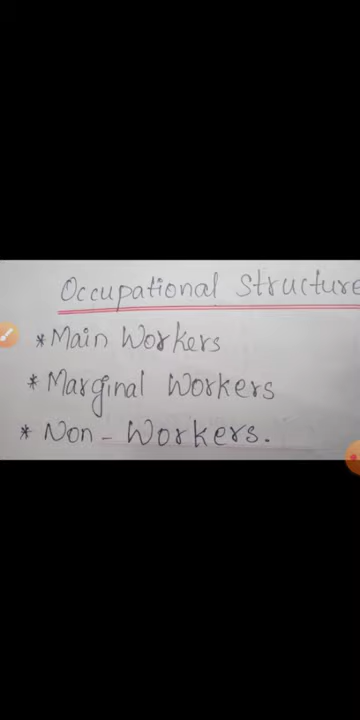 Occupational Structure
* Main Workers
* Marginal Workers
* Non - Workers.